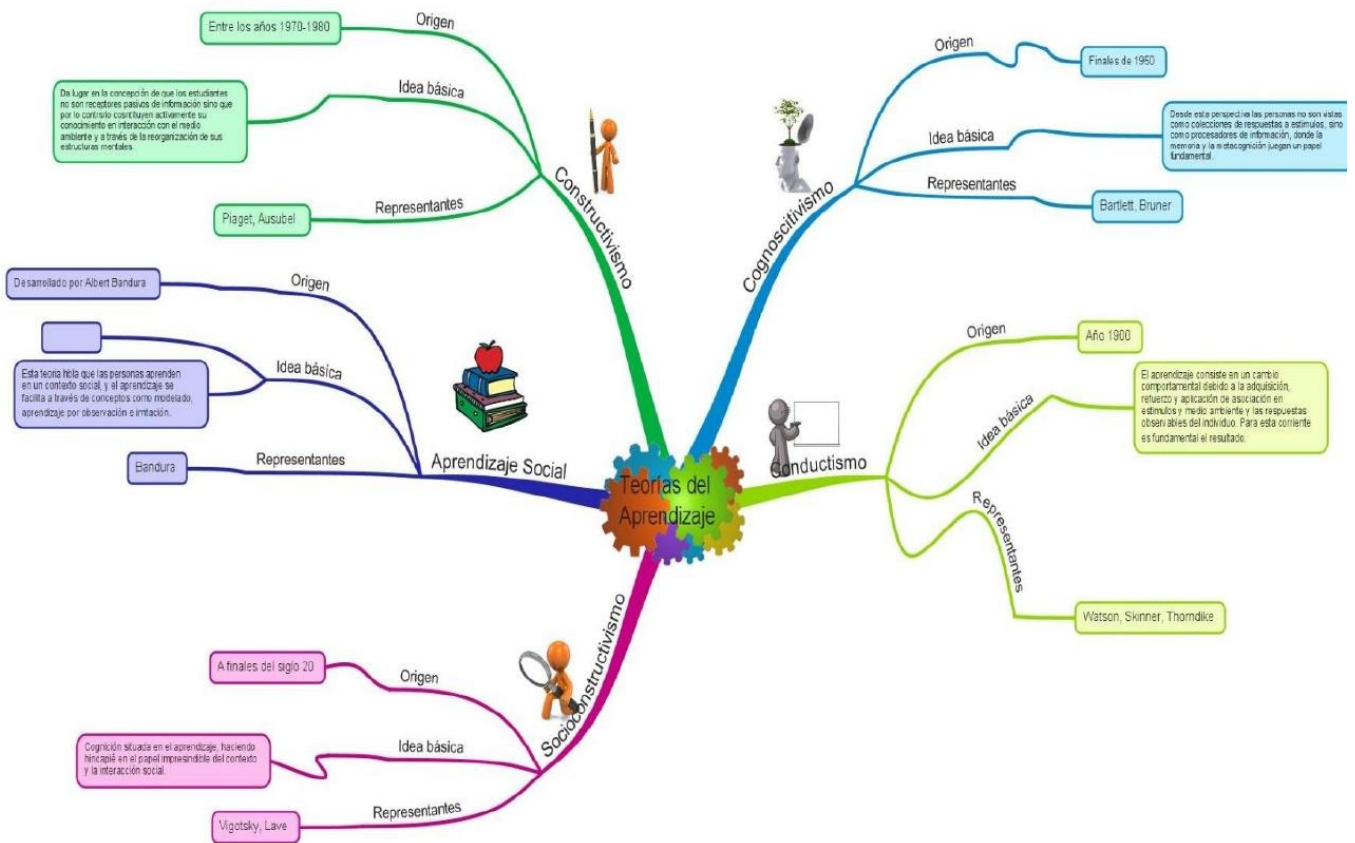 Teorías del
Aprendizaje
Cognoscitivismo
Origen
Finales de 1950
Idea básica
Desde esta perspectiva las personas no son vistas
como colecciones de respuestas a estímulos, sino
como procesadores de información, donde la
memoria y la metacognición juegan un papel
fundamental.
Representantes
Bartlett, Bruner
Conductismo
Origen
Año 1900
Idea básica
El aprendizaje consiste en un cambio
comportamental debido a la adquisición,
refuerzo y aplicación de asociación en
estímulos y medio ambiente y las respuestas
observables del individuo. Para esta corriente
es fundamental el resultado.
Representantes
Watson, Skinner, Thorndike
Socioconstructivismo
Origen
A finales del siglo 20
Idea básica
Cognición situada en el aprendizaje, haciendo
hincapié en el papel impresindible del contexto
y la interacción social.
Representantes
Vigotsky, Lave
Aprendizaje Social
Origen
Desarrollado por Albert Bandura
Idea básica
Esta teoría hbla que las personas aprenden
en un contexto social, y el aprendizaje se
facilita a través de conceptos como modelado,
aprendizaje por observación e imitación.
Representantes
Bandura
Constructivismo
Origen
Entre los años 1970-1980
Idea básica
Da lugar en la concepción de que los estudiantes
no son receptores pasivos de información sino que
por lo contrario activamente su
conocimiento en interacción con el medio
ambiente y a través de la reorganización de sus
estructuras mentales.
Representantes
Piaget, Ausubel